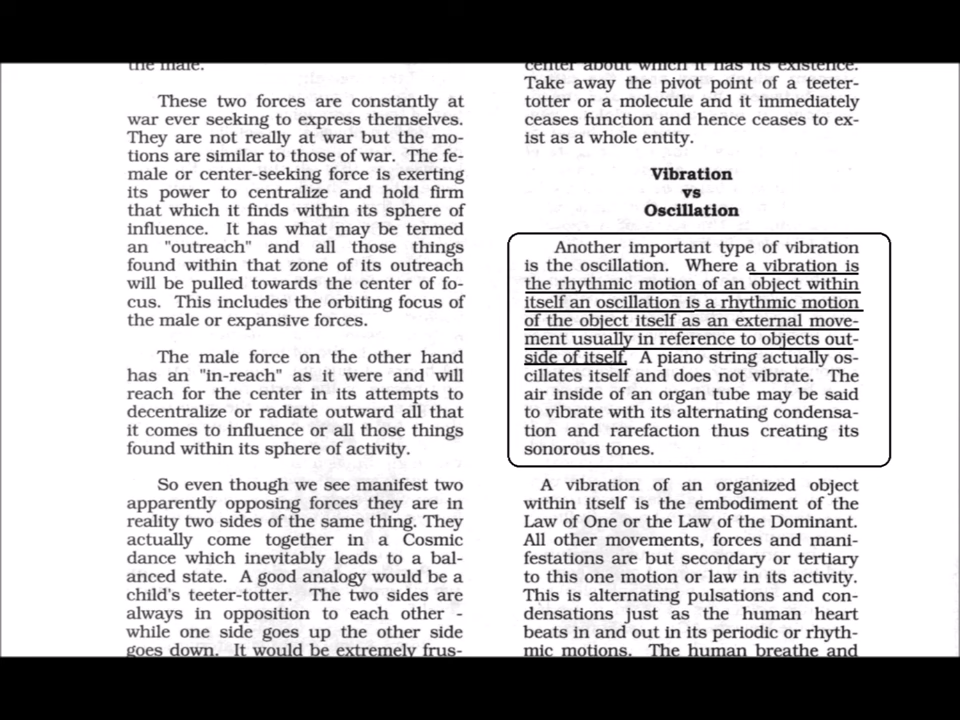 the male.
These two forces are constantly at
war ever seeking to express themselves.
They are not really at war but the mo-
tions are similar to those of war. The fe-
male or center-seeking force is exerting
its power to centralize and hold firm
that which it finds within its sphere of
influence. It has what may be termed
an "outreach" and all those things
found within that zone of its outreach
will be pulled towards the center of fo-
cus. This includes the orbiting focus of
the male or expansive forces.
The male force on the other hand
has an "in-reach" as it were and will
reach for the center in its attempts to
decentralize or radiate outward all that
it comes to influence or all those things
found within its sphere of activity.
So even though we see manifest two
apparently opposing forces they are in
reality two sides of the same thing. They
actually come together in a Cosmic
dance which inevitably leads to a bal-
anced state. A good analogy would be a
child's teeter-totter. The two sides are
always in opposition to each other -
while one side goes up the other side
goes down. It would be extremely frus-
center about which it has its existence.
Take away the pivot point of a teeter-
totter or a molecule and it immediately
ceases function and hence ceases to ex-
ist as a whole entity.
Vibration
vs
Oscillation
Another important type of vibration
is the oscillation. Where a vibration is
the rhythmic motion of an object within
itself an oscillation is a rhythmic motion
of the object itself as an external move-
ment usually in reference to objects out-
side of itself. A piano string actually os-
cillates itself and does not vibrate. The
air inside of an organ tube may be said
to vibrate with its alternating condensa-
tion and rarefaction thus creating its
sonorous tones.
A vibration of an organized object
within itself is the embodiment of the
Law of One or the Law of the Dominant.
All other movements, forces and mani-
festations are but secondary or tertiary
to this one motion or law in its activity.
This is alternating pulsations and con-
densations just as the human heart
beats in and out in its periodic or rhyth-
mic motions. The human breathe and